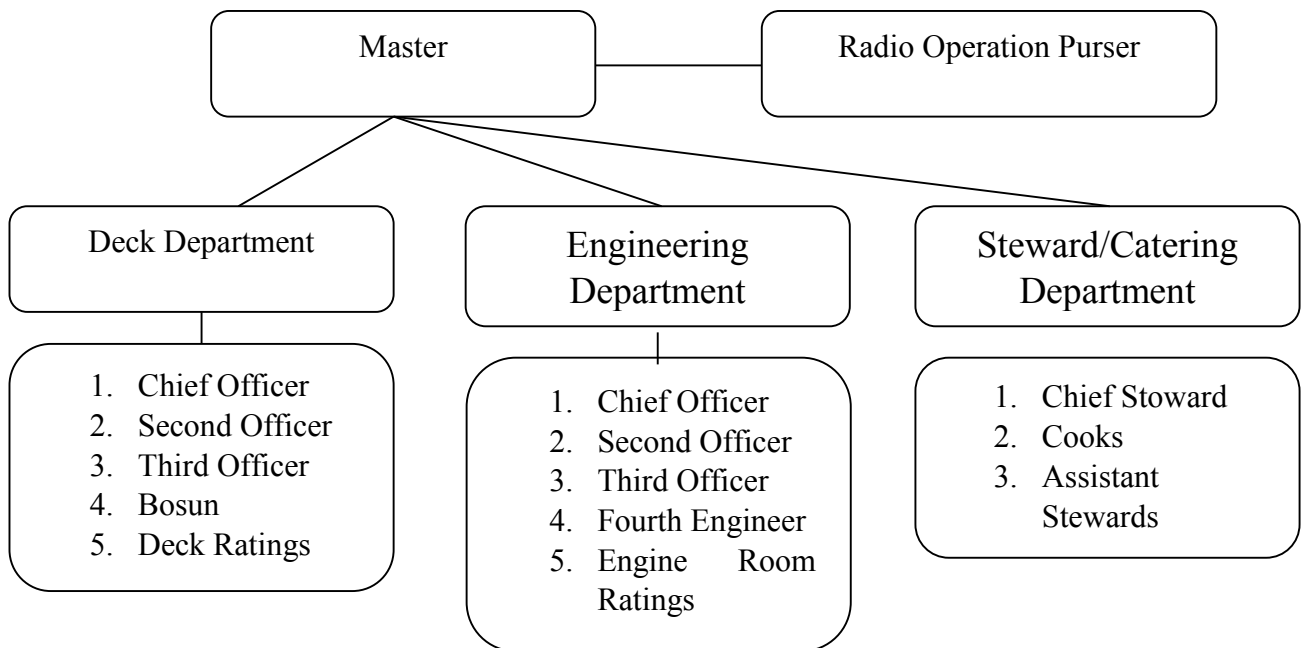 Master
Radio Operation Purser
Deck Department
Engineering
Department
Steward/Catering
Department
1. Chief Officer
2. Second Officer
3. Third Officer
4. Bosun
5. Deck Ratings
1. Chief Officer
2. Second Officer
3. Third Officer
4. Fourth Engineer
5. Engine Room
Ratings
1. Chief Stoward
2. Cooks
3. Assistant
Stewards